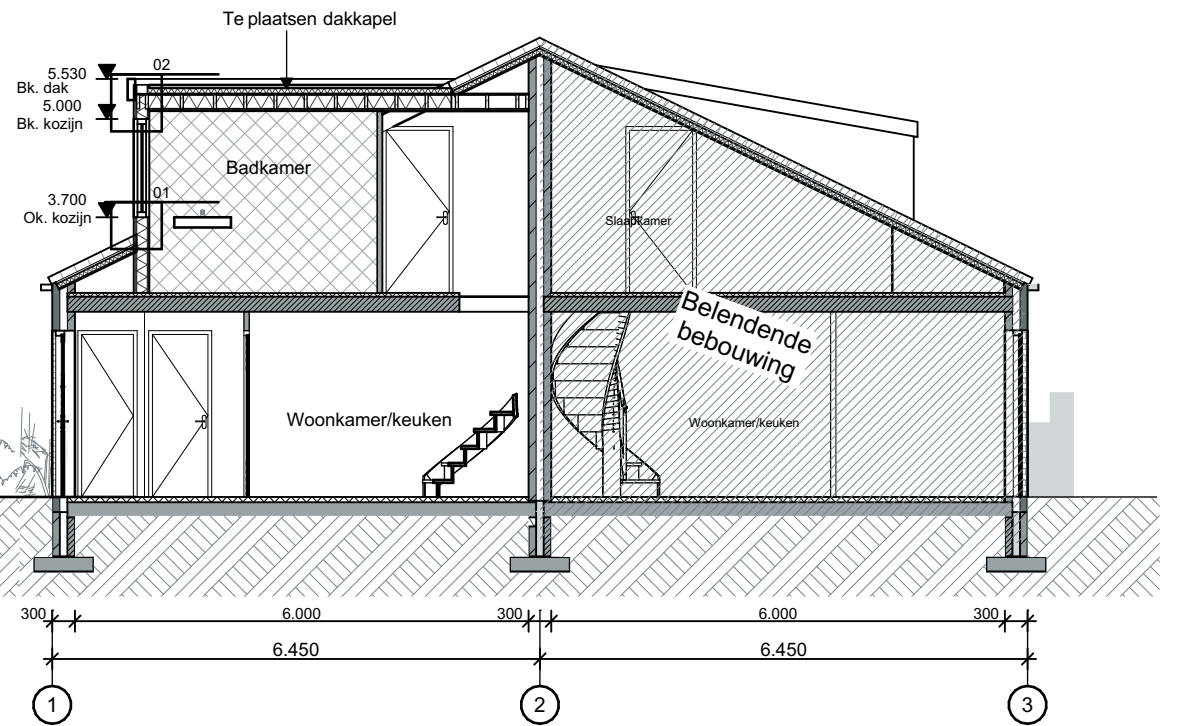 Te plaatsen dakkapel
02
5.530
Bk. dak
5.000
Bk. kozijn
Badkamer
01
3.700
Ok. kozijn
Slaapkamer
Belendende
bebouwing
Woonkamer/keuken
Woonkamer/keuken
300 6.000 300 6.000 300
6.450 6.450
1 2 3